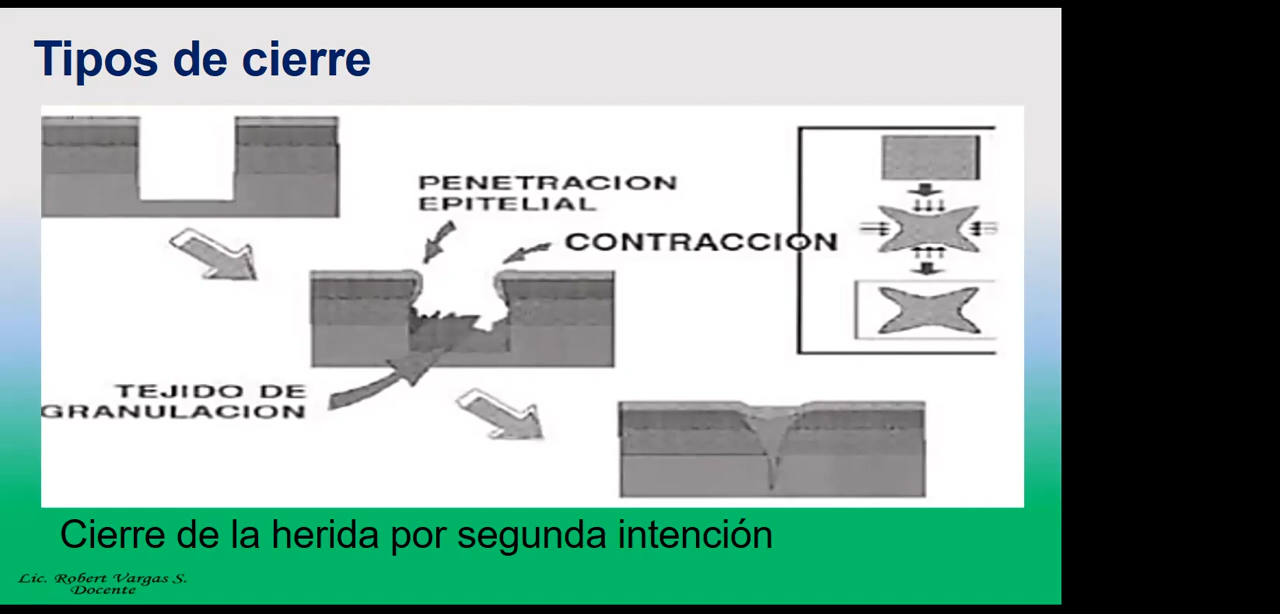 Tipos de cierre
PENETRACION
EPITELIAL
CONTRACCION
TEJIDO DE
GRANULACION
Cierre de la herida por segunda intención
Lic. Robert Vargas S.
Docente